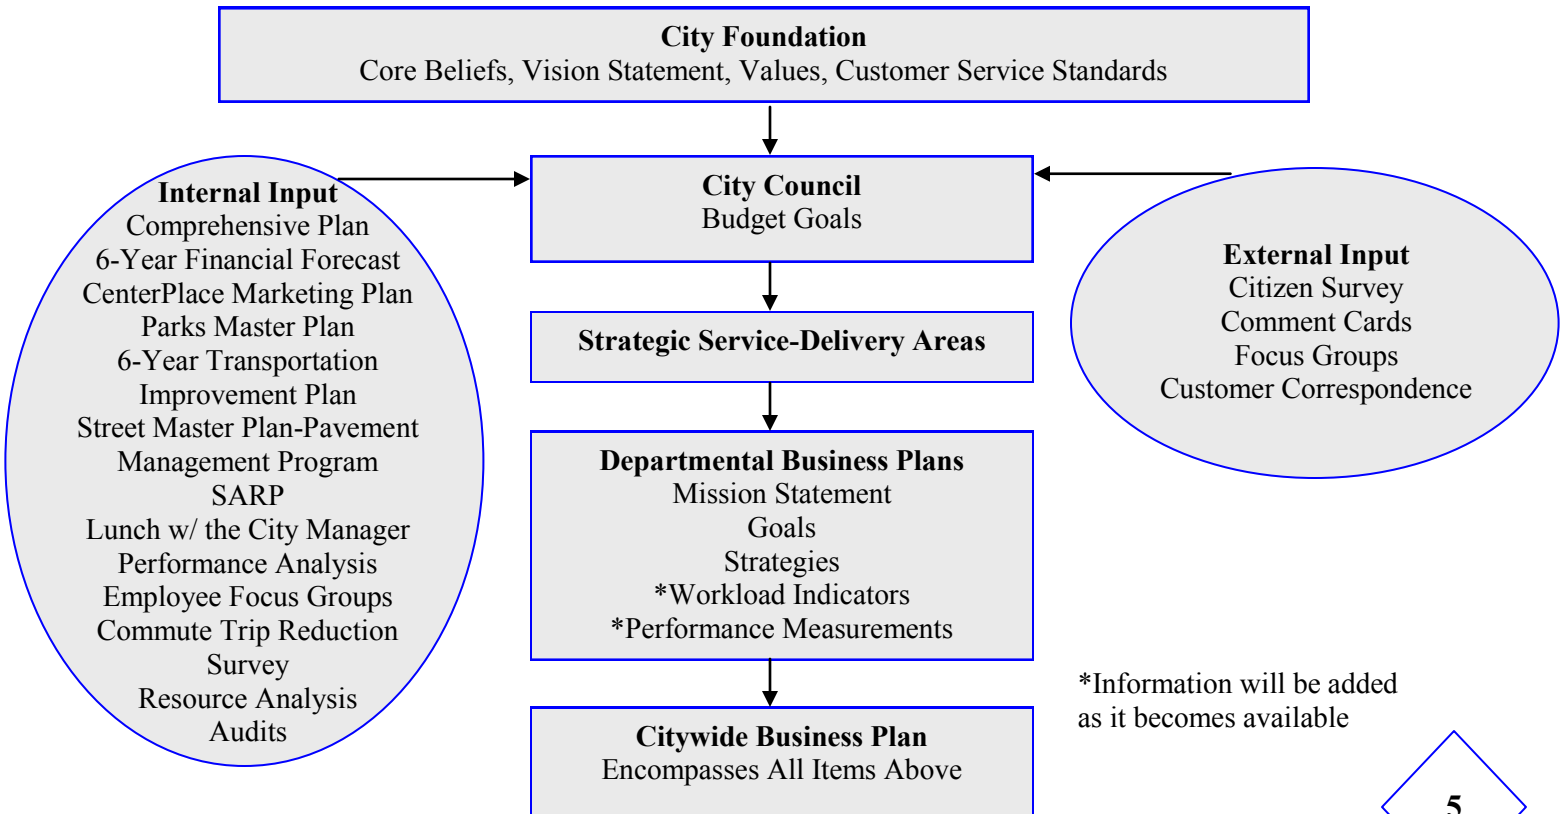 City Foundation
Core Beliefs, Vision Statement, Values, Customer Service Standards
Internal Input
Comprehensive Plan
6-Year Financial Forecast
CenterPlace Marketing Plan
Parks Master Plan
6-Year Transportation
Improvement Plan
Street Master Plan-Pavement
Management Program
SARP
Lunch w/ the City Manager
Performance Analysis
Employee Focus Groups
Commute Trip Reduction
Survey
Resource Analysis
Audits
City Council
Budget Goals
Strategic Service-Delivery Areas
Departmental Business Plans
Mission Statement
Goals
Strategies
*Workload Indicators
*Performance Measurements
Citywide Business Plan
Encompasses All Items Above
External Input
Citizen Survey
Comment Cards
Focus Groups
Customer Correspondence
*Information will be added
as it becomes available
5